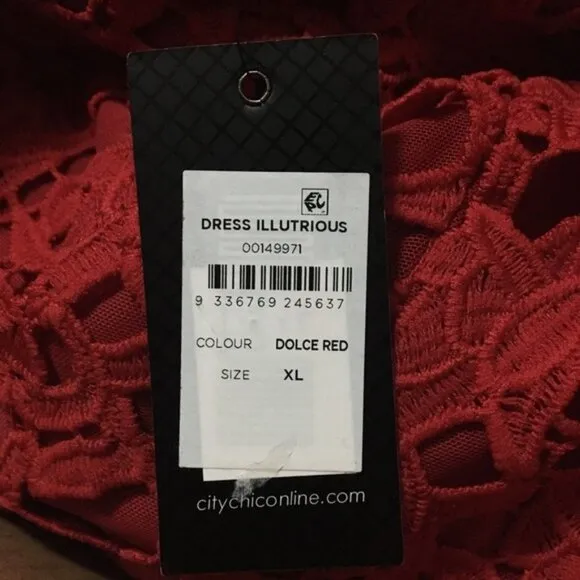 DRESS ILLUTRIOUS
00149971
9 336769 245637
COLOUR DOLCE RED
SIZE XL
citychiconline.com